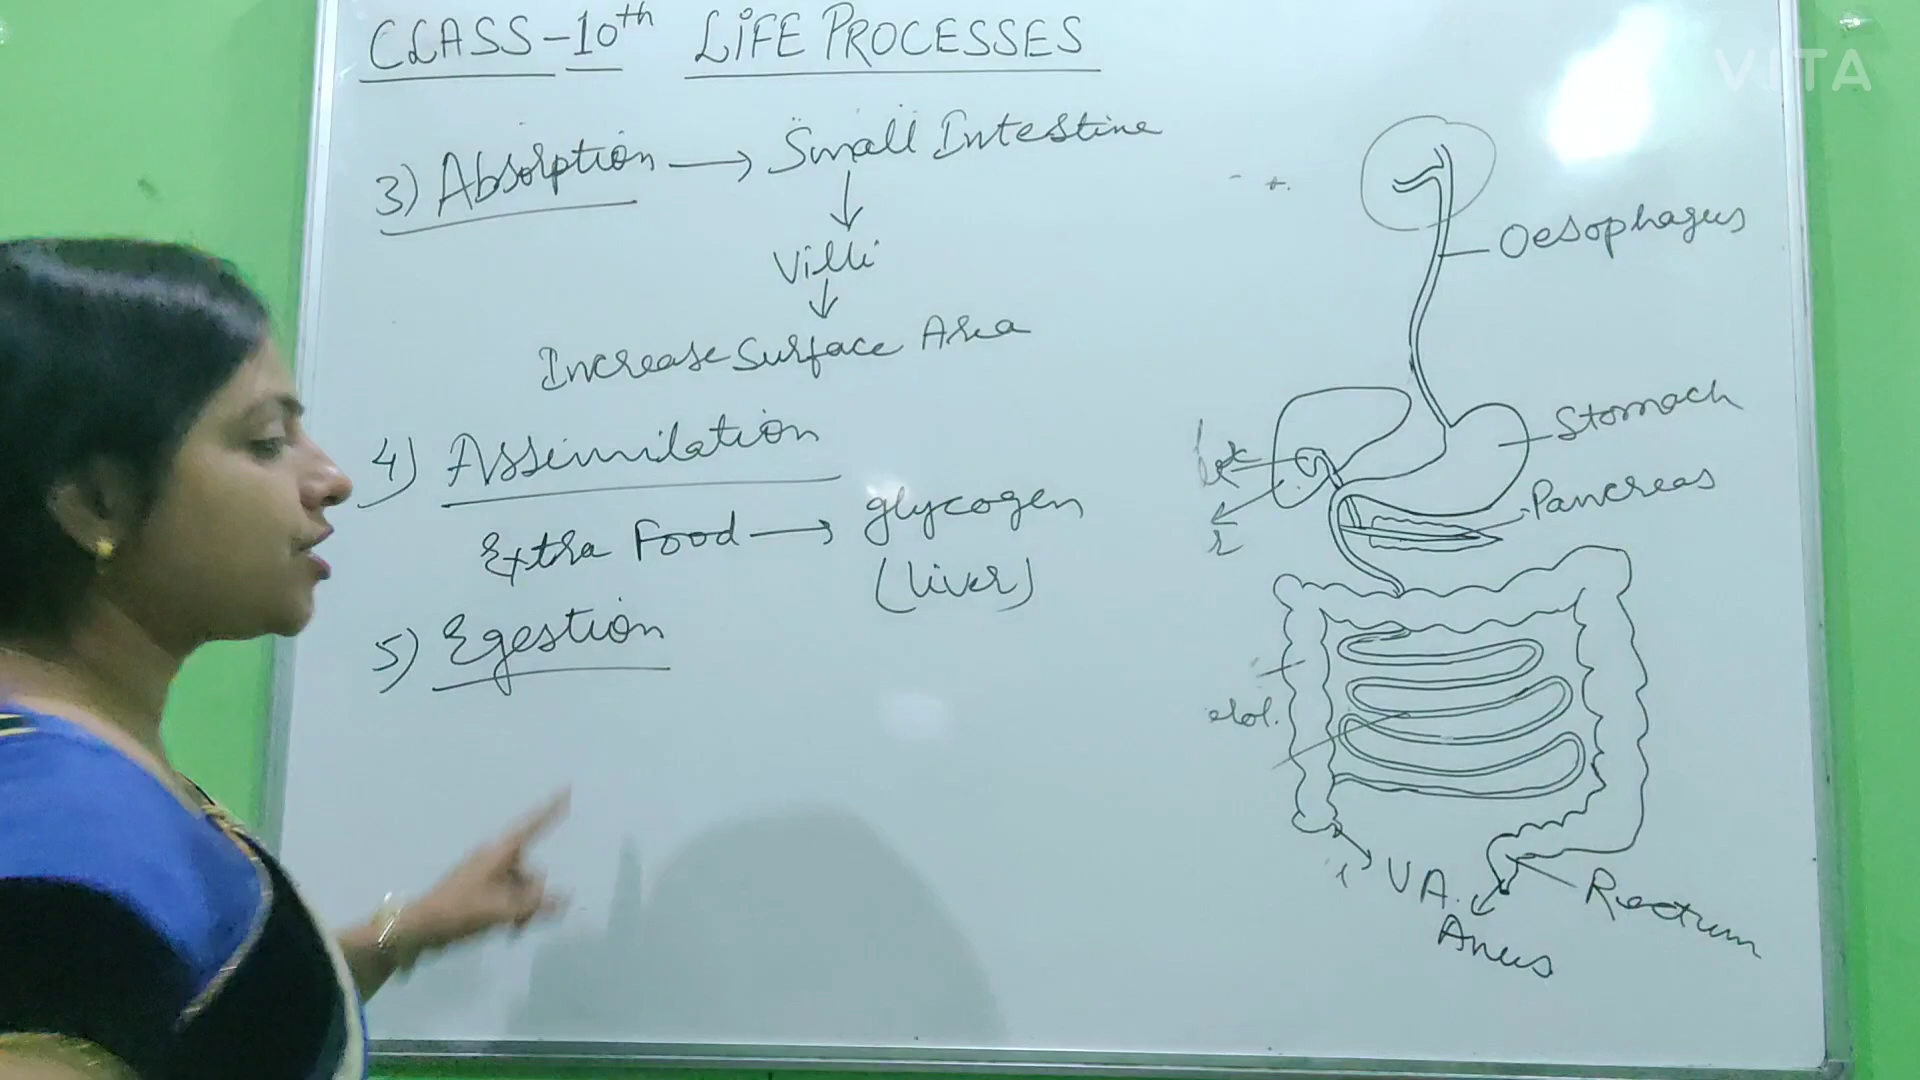 CLASS-10th LiFE PROCESSES
VITA
3) Absorption → Small Intestine
↓
Villi
↓
Increase Surface Area
4) Assimilation
Extra Food → glycogen
(liver)
5) Egestion
Oesophagus
Stomach
Pancreas
VA.
Rectum
Anus